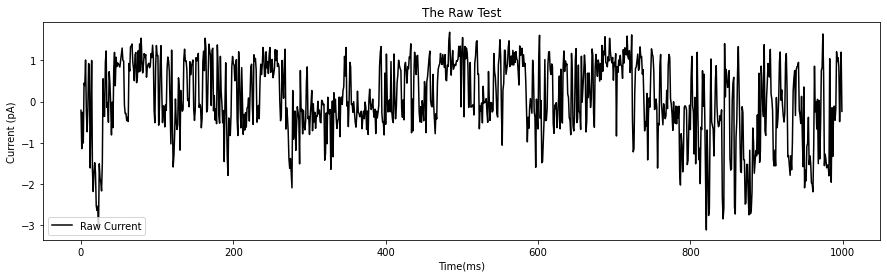 The Raw Test
Current (pA)
1
0
−1
−2
−3
Raw Current
0
200
400
600
800
1000
Time(ms)